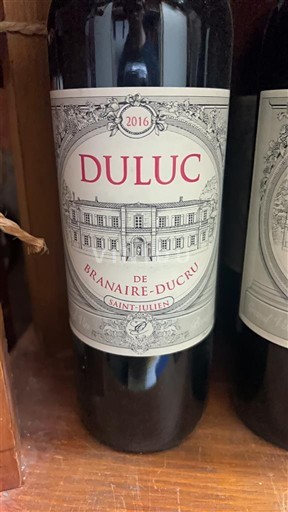 2016
DULUC
DE
BRANAIRE-DUCRU
SAINT-JULIEN